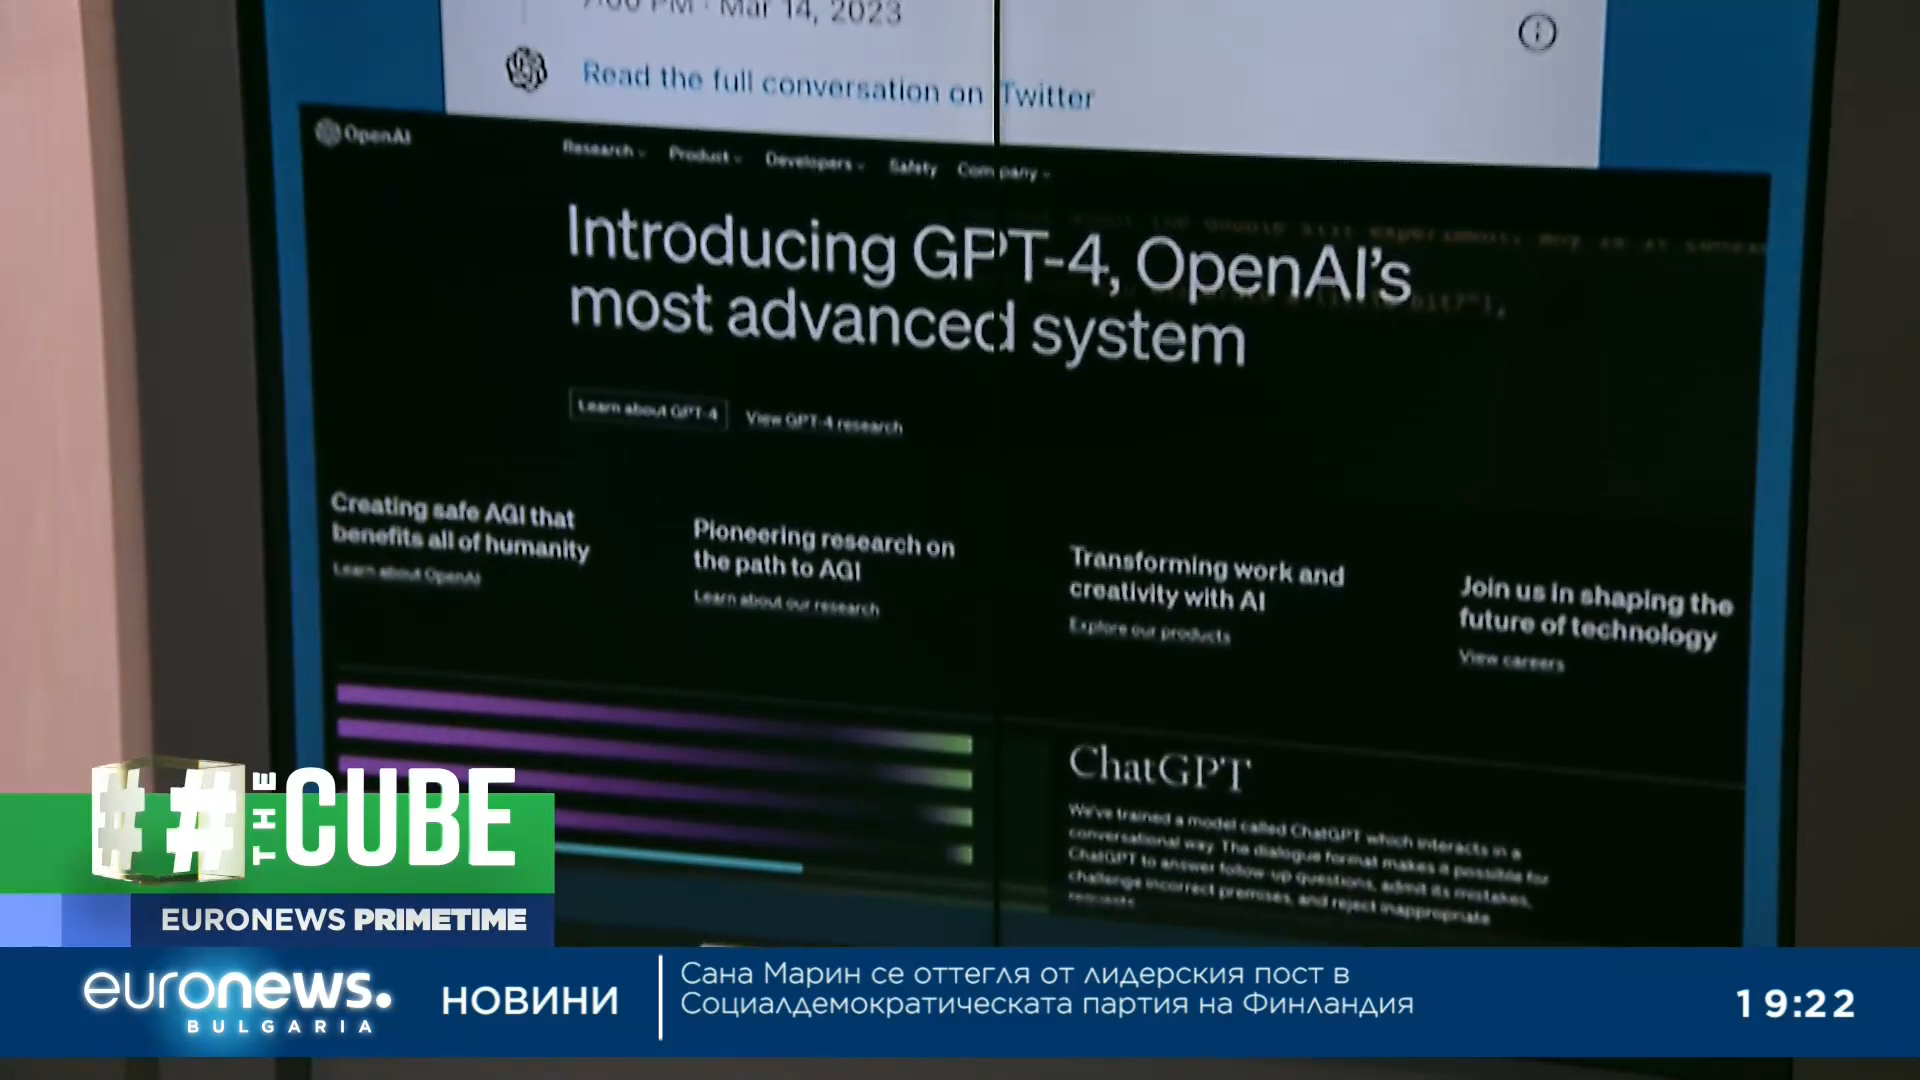 7:00 PM · Mar 14, 2023
Read the full conversation on Twitter
OpenAI
Research Product Developers Safety Company
Introducing GPT-4, OpenAI's
most advanced system
Learn about GPT-4 View GPT-4 research
Creating safe AGI that
benefits all of humanity
Learn about OpenAI
Pioneering research on
the path to AGI
Learn about our research
Transforming work and
creativity with AI
Explore our products
Join us in shaping the
future of technology
View careers
ChatGPT
We've trained a model called ChatGPT which interacts in a
conversational way. The dialogue format makes it possible for
ChatGPT to answer follow-up questions, admit its mistakes,
challenge incorrect premises, and reject inappropriate
requests.
## THE CUBE
EURONEWS PRIMETIME
euronews.
BULGARIA
НОВИНИ
Сана Марин се оттегля от лидерския пост в
Социалдемократическата партия на Финландия
19:22